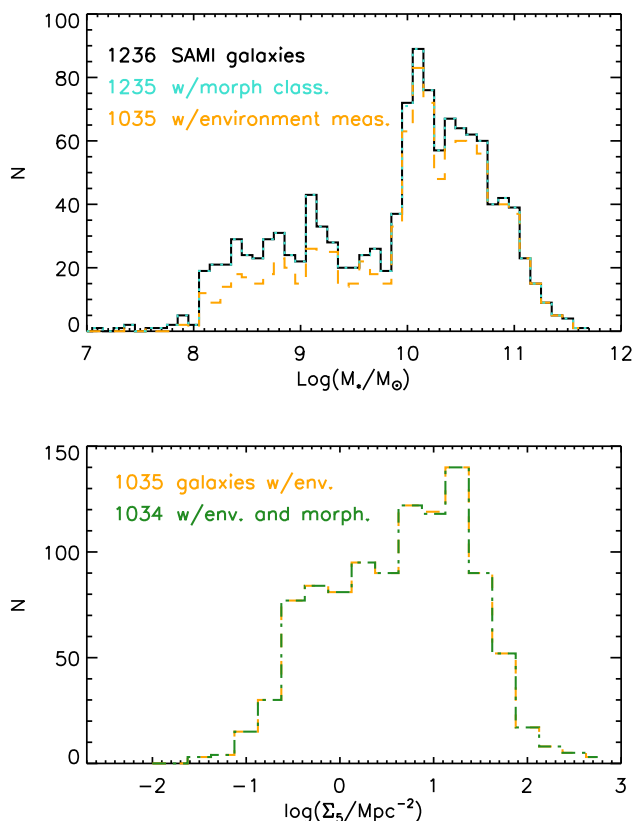 100
80
60
40
20
0
N
1236 SAMI galaxies
1235 w/morph class.
1035 w/environment meas.
7 8 9 10 11 12
Log(M⋆/M⊙)
150
100
50
0
N
1035 galaxies w/env.
1034 w/env. and morph.
−2 −1 0 1 2 3
log(Σ₅/Mpc⁻²)